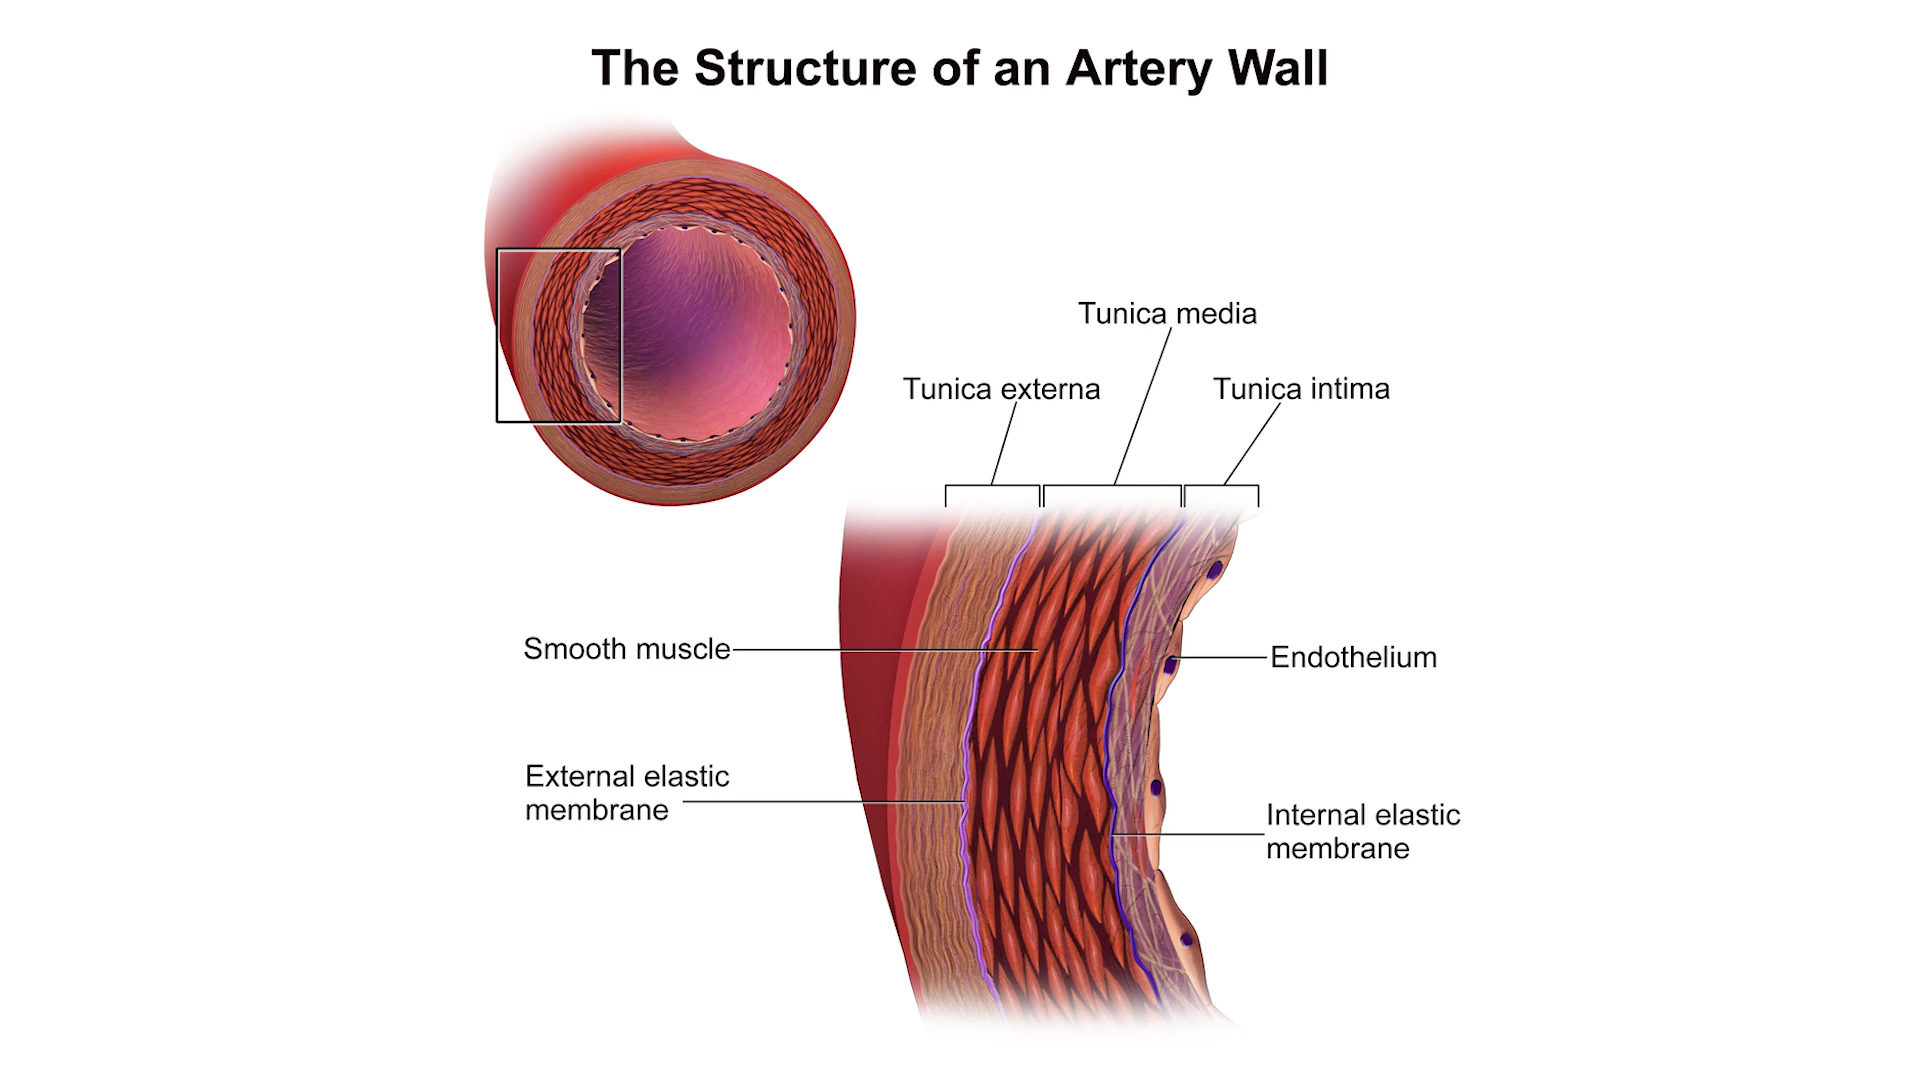 The Structure of an Artery Wall
Tunica media
Tunica externa
Tunica intima
Smooth muscle
Endothelium
External elastic
membrane
Internal elastic
membrane